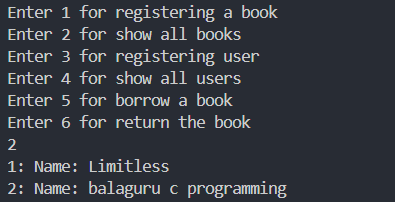 Enter 1 for registering a book
Enter 2 for show all books
Enter 3 for registering user
Enter 4 for show all users
Enter 5 for borrow a book
Enter 6 for return the book
2
1: Name: Limitless
2: Name: balaguru c programming